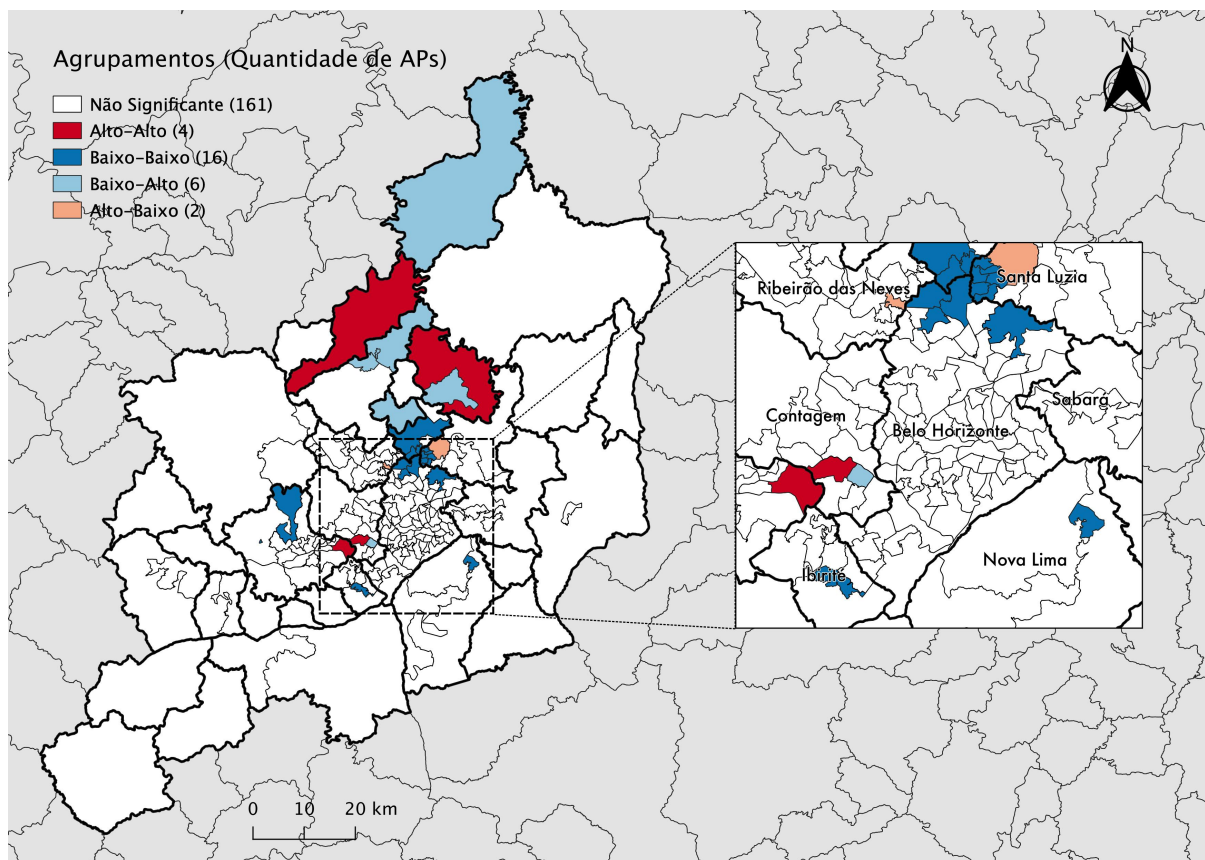 Agrupamentos (Quantidade de APs)
Não Significante (161)
Alto-Alto (4)
Baixo-Baixo (16)
Baixo-Alto (6)
Alto-Baixo (2)
N
Ribeirão das Neves
Santa Luzia
Contagem
Belo Horizonte
Sabará
Ibirité
Nova Lima
0 10 20 km